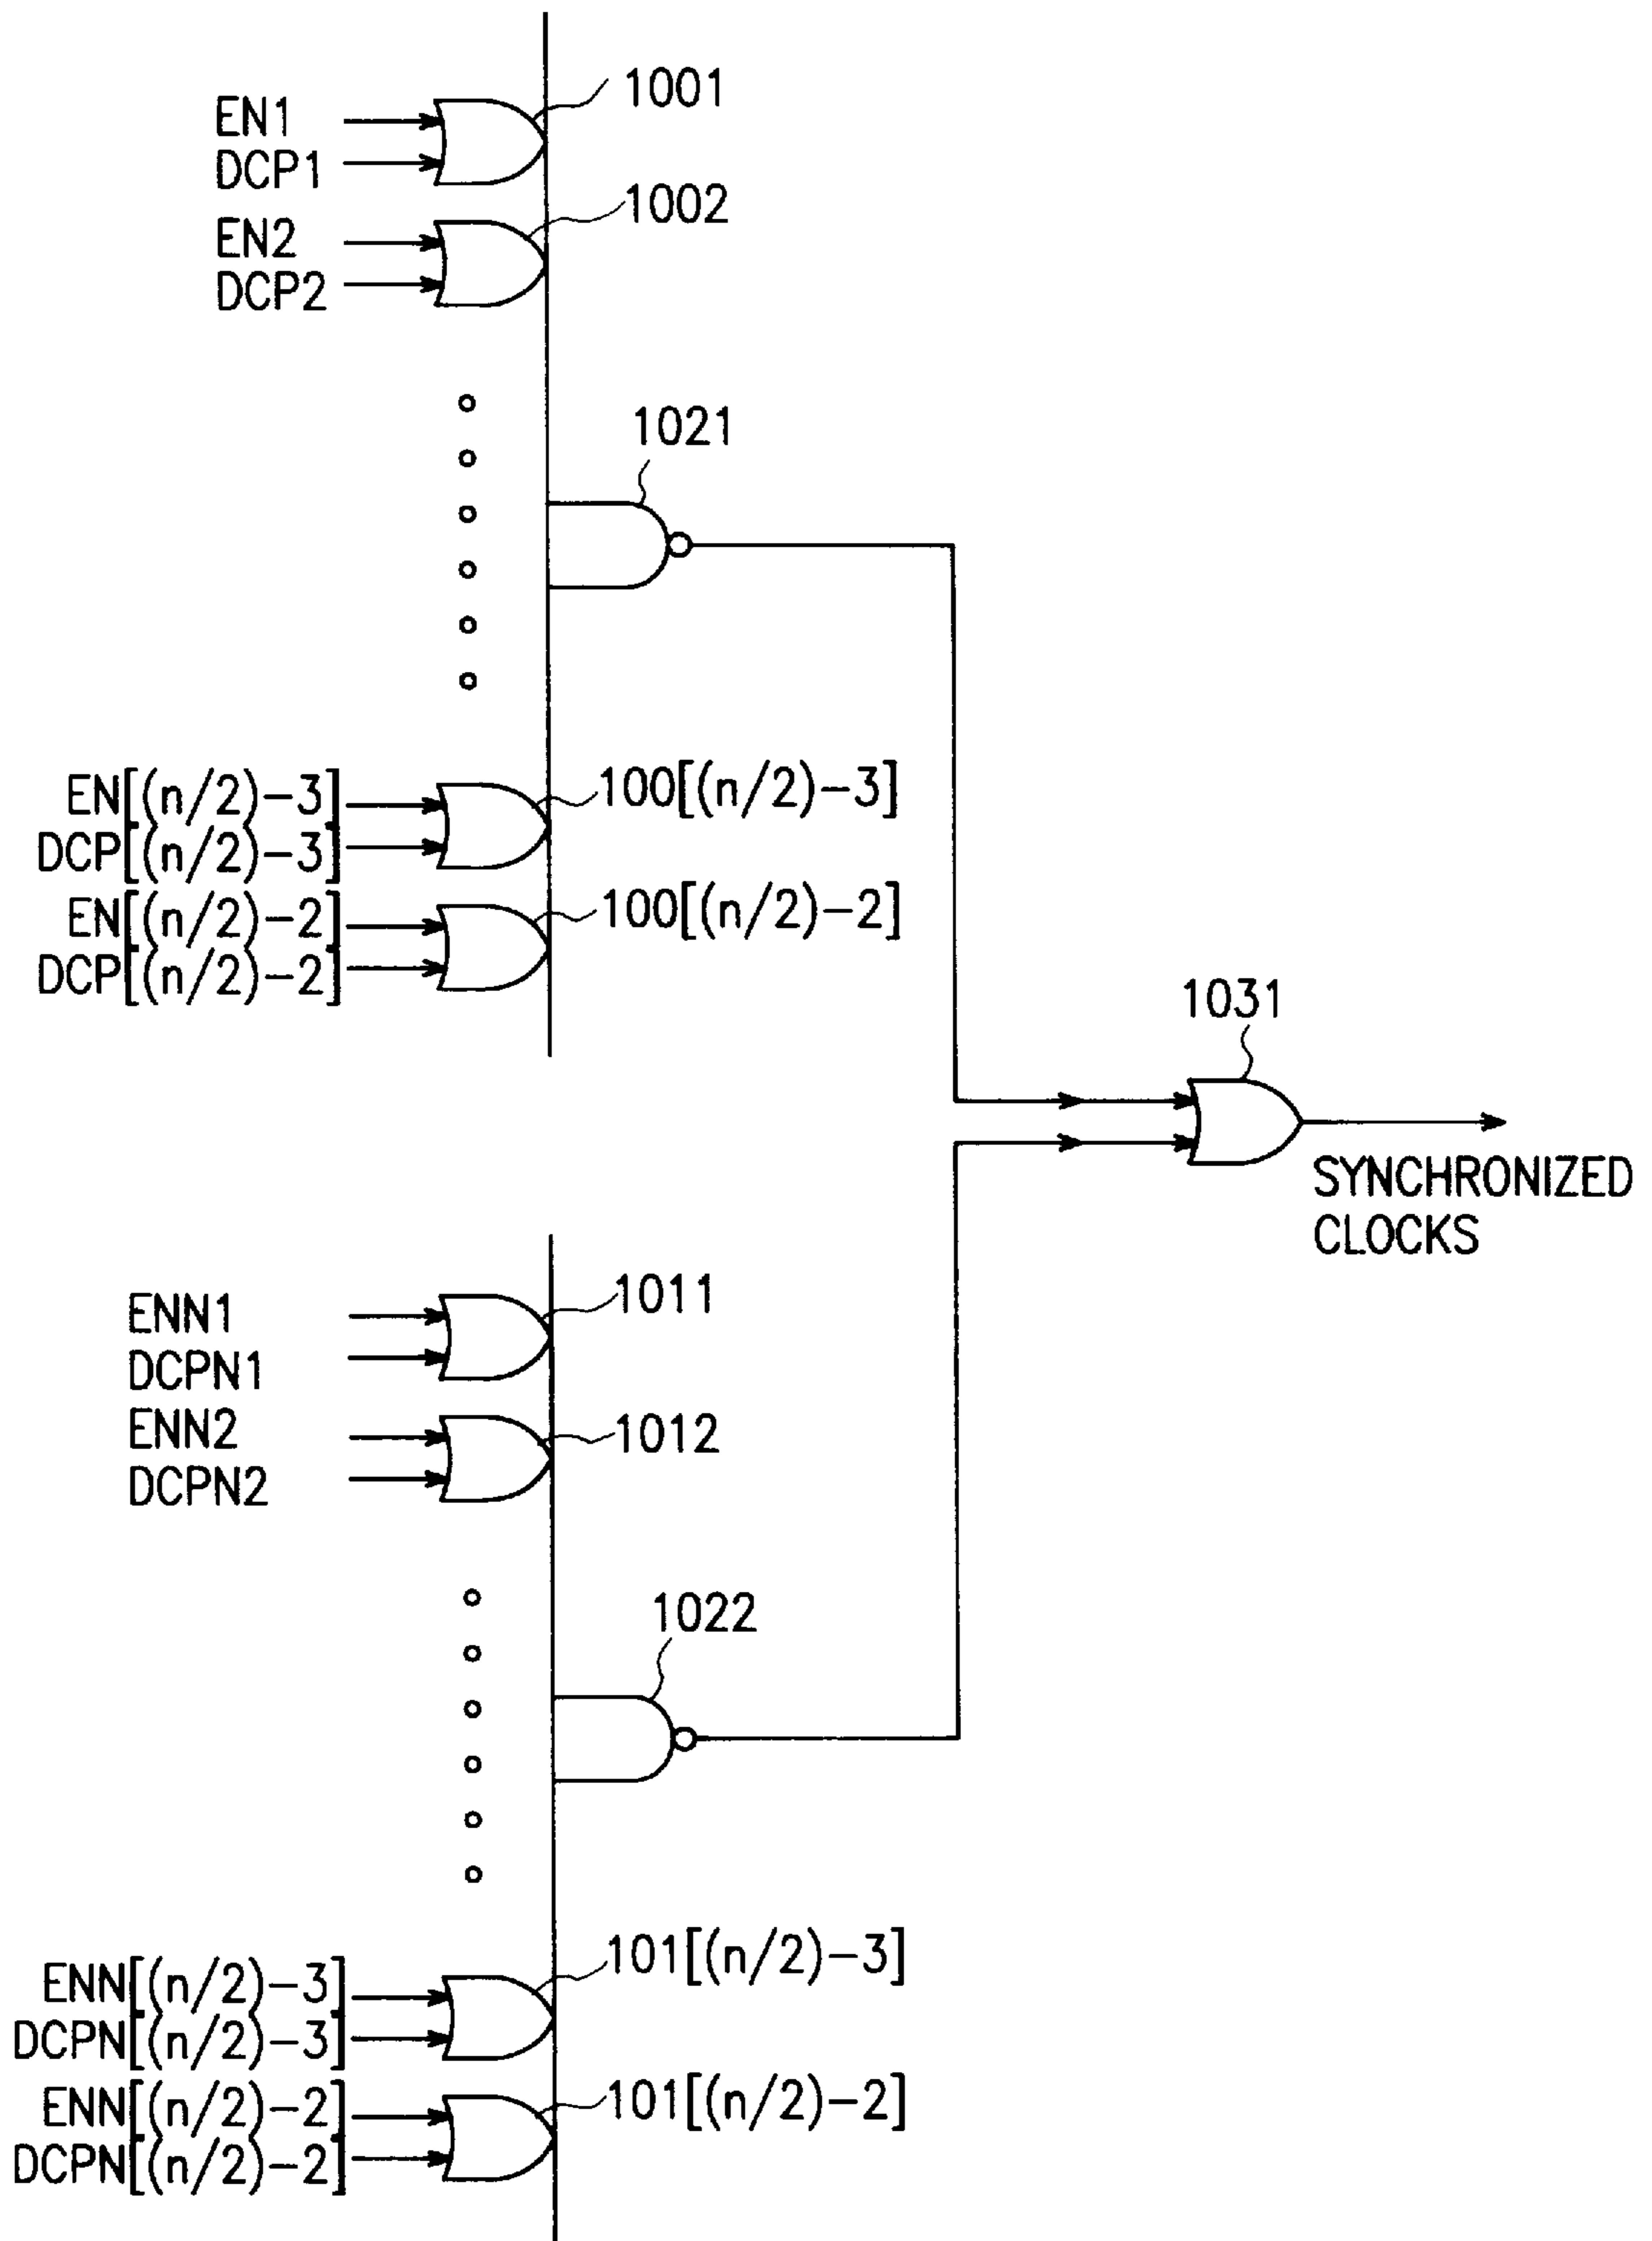 1001
EN1
DCP1
1002
EN2
DCP2
1021
EN[(n/2)-3]
100[(n/2)-3]
DCP[(n/2)-3]
EN[(n/2)-2]
100[(n/2)-2]
DCP[(n/2)-2]
1031
SYNCHRONIZED
CLOCKS
ENN1
1011
DCPN1
ENN2
1012
DCPN2
1022
ENN[(n/2)-3]
101[(n/2)-3]
DCPN[(n/2)-3]
ENN[(n/2)-2]
101[(n/2)-2]
DCPN[(n/2)-2]